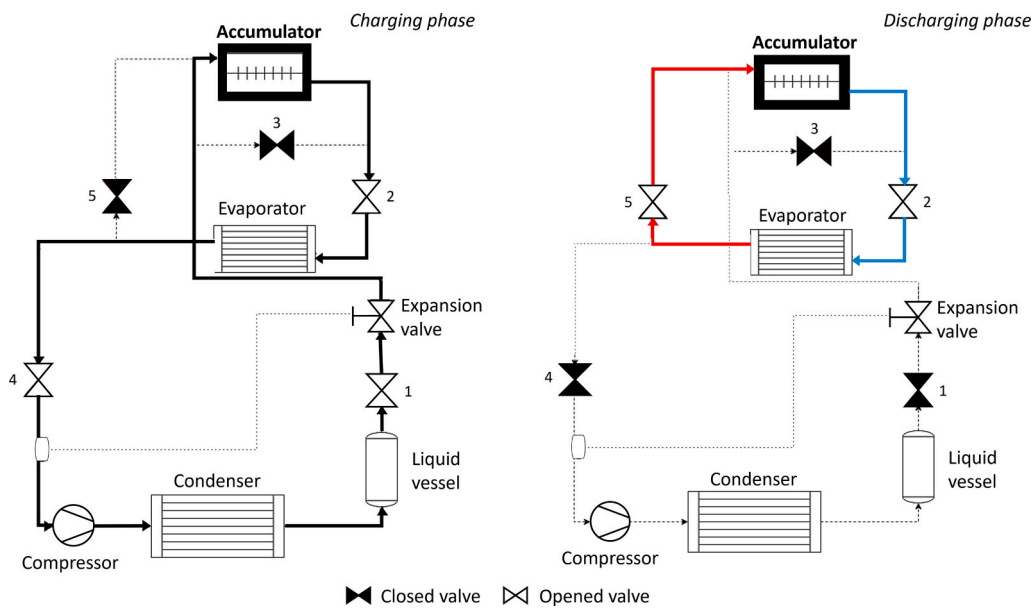 Charging phase
Accumulator
3
5
2
Evaporator
Expansion
valve
4
1
Liquid
vessel
Condenser
Compressor
Discharging phase
Accumulator
3
5
2
Evaporator
Expansion
valve
4
1
Liquid
vessel
Condenser
Compressor
Closed valve
Opened valve